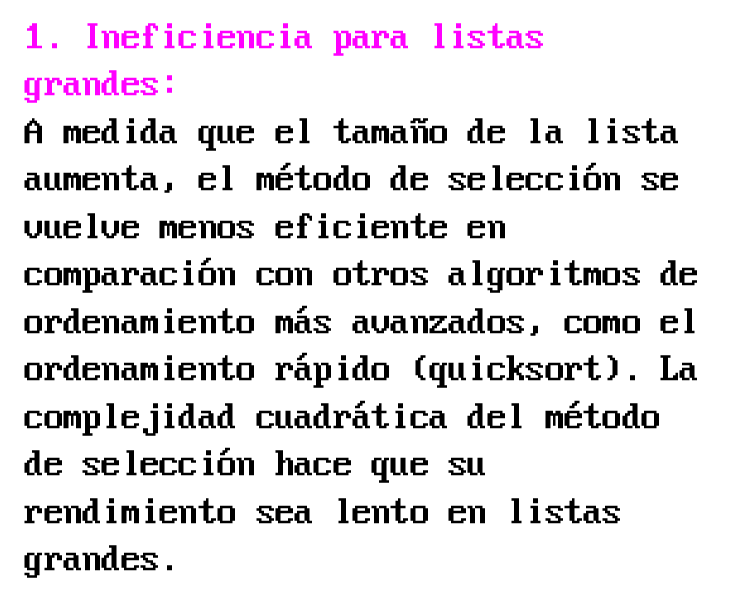 1. Ineficiencia para listas
grandes:
A medida que el tamaño de la lista
aumenta, el método de selección se
vuelve menos eficiente en
comparación con otros algoritmos de
ordenamiento más avanzados, como el
ordenamiento rápido (quicksort). La
complejidad cuadrática del método
de selección hace que su
rendimiento sea lento en listas
grandes.